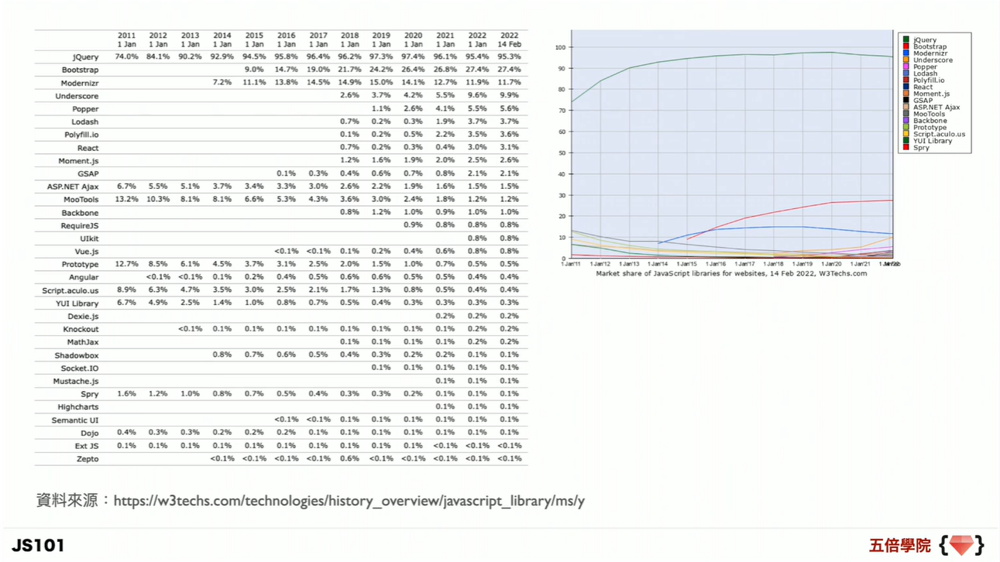 2011 2012 2013 2014 2015 2016 2017 2018 2019 2020 2021 2022 2022
1 Jan 1 Jan 1 Jan 1 Jan 1 Jan 1 Jan 1 Jan 1 Jan 1 Jan 1 Jan 1 Jan 1 Jan 14 Feb
jQuery 74.0% 84.1% 90.2% 92.9% 94.5% 95.8% 96.4% 96.2% 97.3% 97.4% 96.1% 95.4% 95.3%
Bootstrap 9.0% 14.7% 19.0% 21.7% 24.2% 26.4% 26.8% 27.4% 27.4%
Modernizr 7.2% 11.1% 13.8% 14.5% 14.9% 15.0% 14.1% 12.7% 11.9% 11.7%
Underscore 2.6% 3.7% 4.2% 5.5% 9.6% 9.9%
Popper 1.1% 2.6% 4.1% 5.5% 5.6%
Lodash 0.7% 0.2% 0.3% 1.9% 3.7% 3.7%
Polyfill.io 0.1% 0.2% 0.5% 2.2% 3.5% 3.6%
React 0.7% 0.2% 0.3% 0.4% 3.0% 3.1%
Moment.js 1.2% 1.6% 1.9% 2.0% 2.5% 2.6%
GSAP 0.1% 0.3% 0.4% 0.6% 0.7% 0.8% 2.1% 2.1%
ASP.NET Ajax 6.7% 5.5% 5.1% 3.7% 3.4% 3.3% 3.0% 2.6% 2.2% 1.9% 1.6% 1.5% 1.5%
MooTools 13.2% 10.3% 8.1% 8.1% 6.6% 5.3% 4.3% 3.6% 3.0% 2.4% 1.8% 1.2% 1.2%
Backbone 0.8% 1.2% 1.0% 0.9% 1.0% 1.0%
RequireJS 0.9% 0.8% 0.8% 0.8%
UIkit 0.8% 0.8%
Vue.js <0.1% <0.1% 0.1% 0.2% 0.4% 0.6% 0.8% 0.8%
Prototype 12.7% 8.5% 6.1% 4.5% 3.7% 3.1% 2.5% 2.0% 1.5% 1.0% 0.7% 0.5% 0.5%
Angular <0.1% <0.1% 0.1% 0.2% 0.4% 0.5% 0.6% 0.6% 0.5% 0.5% 0.4% 0.4%
Script.aculo.us 8.9% 6.3% 4.7% 3.5% 3.0% 2.5% 2.1% 1.7% 1.3% 0.8% 0.5% 0.4% 0.4%
YUI Library 6.7% 4.9% 2.5% 1.4% 1.0% 0.8% 0.7% 0.5% 0.4% 0.3% 0.3% 0.3% 0.3%
Dexie.js 0.2% 0.2% 0.2%
Knockout <0.1% 0.1% 0.1% 0.1% 0.1% 0.1% 0.1% 0.1% 0.1% 0.2% 0.2%
MathJax 0.1% 0.1% 0.1% 0.1% 0.2% 0.2%
Shadowbox 0.8% 0.7% 0.6% 0.5% 0.4% 0.3% 0.2% 0.2% 0.1% 0.1%
Socket.IO 0.1% 0.1% 0.1% 0.1% 0.1%
Mustache.js 0.1% 0.1% 0.1%
Spry 1.6% 1.2% 1.0% 0.8% 0.7% 0.5% 0.4% 0.3% 0.3% 0.2% 0.1% 0.1% 0.1%
Highcharts 0.1% 0.1% 0.1%
Semantic UI <0.1% <0.1% 0.1% 0.1% 0.1% 0.1% 0.1% 0.1%
Dojo 0.4% 0.3% 0.3% 0.2% 0.2% 0.2% 0.1% 0.1% 0.1% 0.1% 0.1% 0.1% 0.1%
Ext JS 0.1% 0.1% 0.1% 0.1% 0.1% 0.1% 0.1% 0.1% 0.1% 0.1% <0.1% <0.1% <0.1%
Zepto <0.1% <0.1% <0.1% <0.1% 0.6% <0.1% <0.1% <0.1% <0.1% <0.1%
100
90
80
70
60
50
40
30
20
10
0
1 Jan'11 1 Jan'12 1 Jan'13 1 Jan'14 1 Jan'15 1 Jan'16 1 Jan'17 1 Jan'18 1 Jan'19 1 Jan'20 1 Jan'21
Market share of JavaScript libraries for websites, 14 Feb 2022, W3Techs.com
jQuery
Bootstrap
Modernizr
Underscore
Popper
Lodash
Polyfill.io
React
Moment.js
GSAP
ASP.NET Ajax
MooTools
Backbone
Prototype
Script.aculo.us
YUI Library
Spry
資料來源：https://w3techs.com/technologies/history_overview/javascript_library/ms/y
JS101
五倍學院